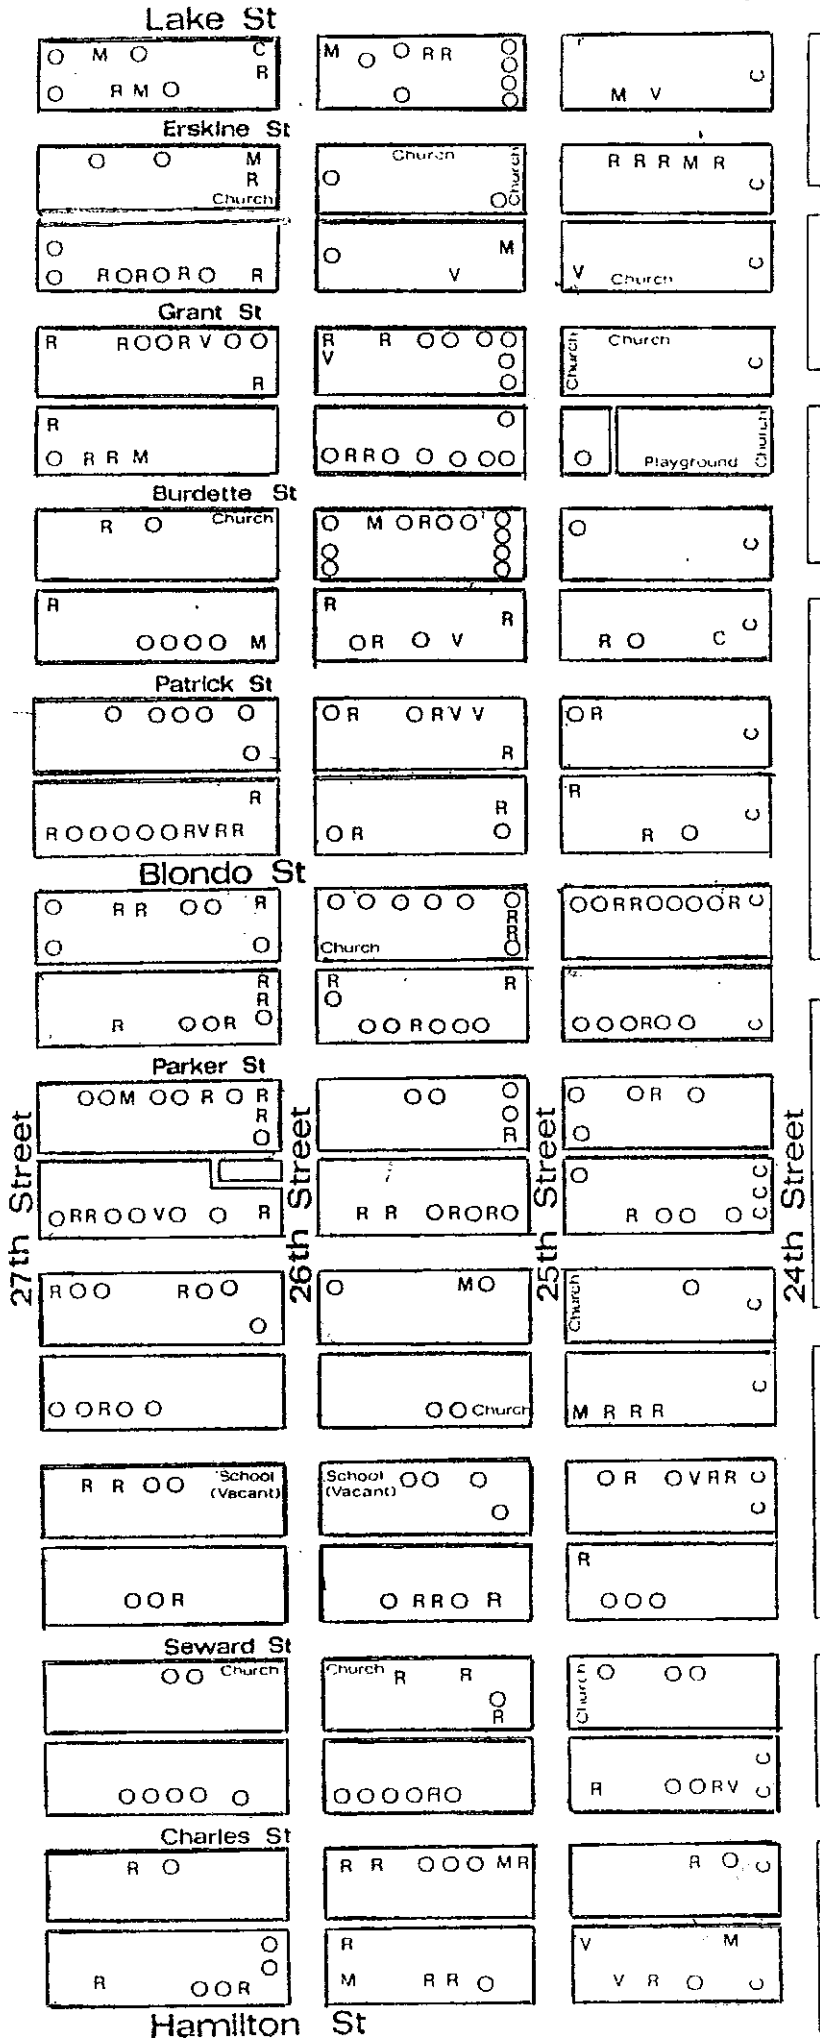 Lake St
O M O C M O O R R O r
R O O C
O R M O O O O M V
Erskine St
O O M Church R R R M R
R O Church C
Church O
O O M V C
O R O R O R O R V Church
Grant St
R R O O R V O O R R O O O O Church Church
R V O O C
R O
O R R M O R R O O O O O O Playground Church
Burdette St
R O Church O M O R O O O O
O O O O O C
R R R C
O O O O M O R O V R O C
Patrick St
O O O O O O R O R V V O R
O R C
R R R C
R O O O O O O R V R R O R O R O
Blondo St
O R R O O R O O O O O O O O R R O O O O R C
O O Church R R O
R R R R
R O O R O O O O R O O O O O O R O O C
Parker St
O O M O O R O R O O O O O R O
R O R O O
O C C C
O R R O O V O O R R R O R O R O R O O O
27th Street
26th Street
25th Street
24th Street
R O O R O O O M O Church O
O C
C
O O R O O O O Church M R R R
R R O O School (Vacant) School (Vacant) O O O O R O V R R C
O C
R
O O R O R R O R O O O
Seward St
O O Church Church R R Church O O O
O R
C
O O O O O O O O O R O R O O R V C
Charles St
R O R R O O O M R R O C
O R V M
R O O R O M R R O V R O C
Hamilton St